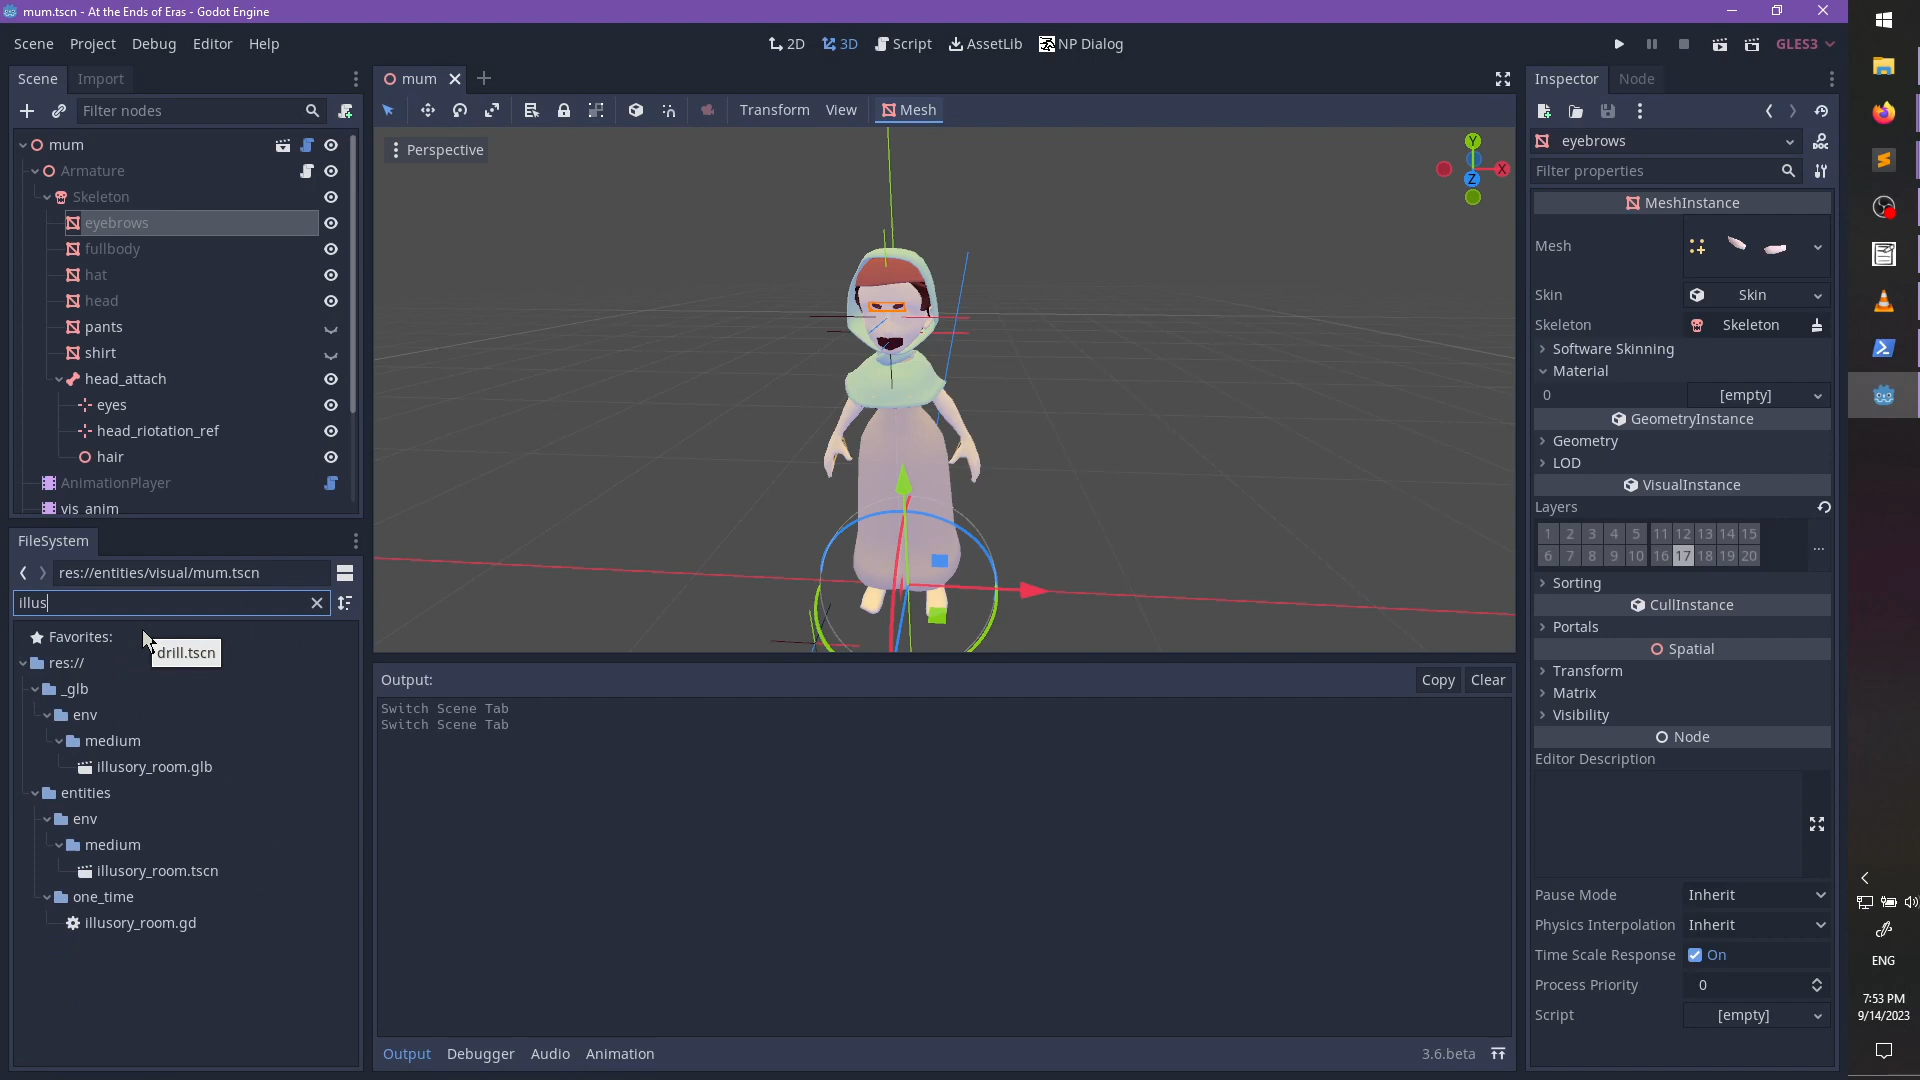 mum.tscn - At the Ends of Eras - Godot Engine
Scene Project Debug Editor Help
2D 3D Script AssetLib NP Dialog
GLES3
Scene Import
Filter nodes
mum
Armature
Skeleton
eyebrows
fullbody
hat
head
pants
shirt
head_attach
eyes
head_riotation_ref
hair
AnimationPlayer
vis_anim
FileSystem
res://entities/visual/mum.tscn
illus
Favorites:
drill.tscn
res://
_glb
env
medium
illusory_room.glb
entities
env
medium
illusory_room.tscn
one_time
illusory_room.gd
mum
Transform View Mesh
Perspective
Y
X
Z
Output:
Copy Clear
Switch Scene Tab
Switch Scene Tab
Output Debugger Audio Animation
3.6.beta
Inspector Node
eyebrows
Filter properties
MeshInstance
Mesh
Skin Skin
Skeleton Skeleton
Software Skinning
Material
0 [empty]
GeometryInstance
Geometry
LOD
VisualInstance
Layers
1 2 3 4 5 11 12 13 14 15
6 7 8 9 10 16 17 18 19 20
Sorting
CullInstance
Portals
Spatial
Transform
Matrix
Visibility
Node
Editor Description
Pause Mode Inherit
Physics Interpolation Inherit
Time Scale Response On
Process Priority 0
Script [empty]
ENG
7:53 PM
9/14/2023